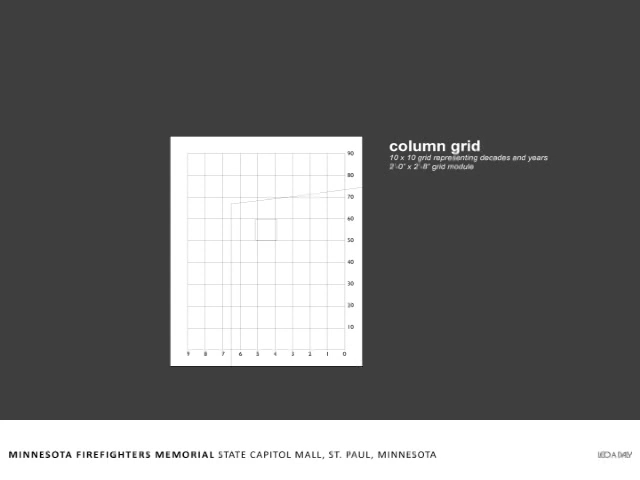 column grid
10 x 10 grid representing decades and years
2'-0" x 2'-8" grid module
90
80
70
60
50
40
30
20
10
9 8 7 6 5 4 3 2 1 0
MINNESOTA FIREFIGHTERS MEMORIAL STATE CAPITOL MALL, ST. PAUL, MINNESOTA